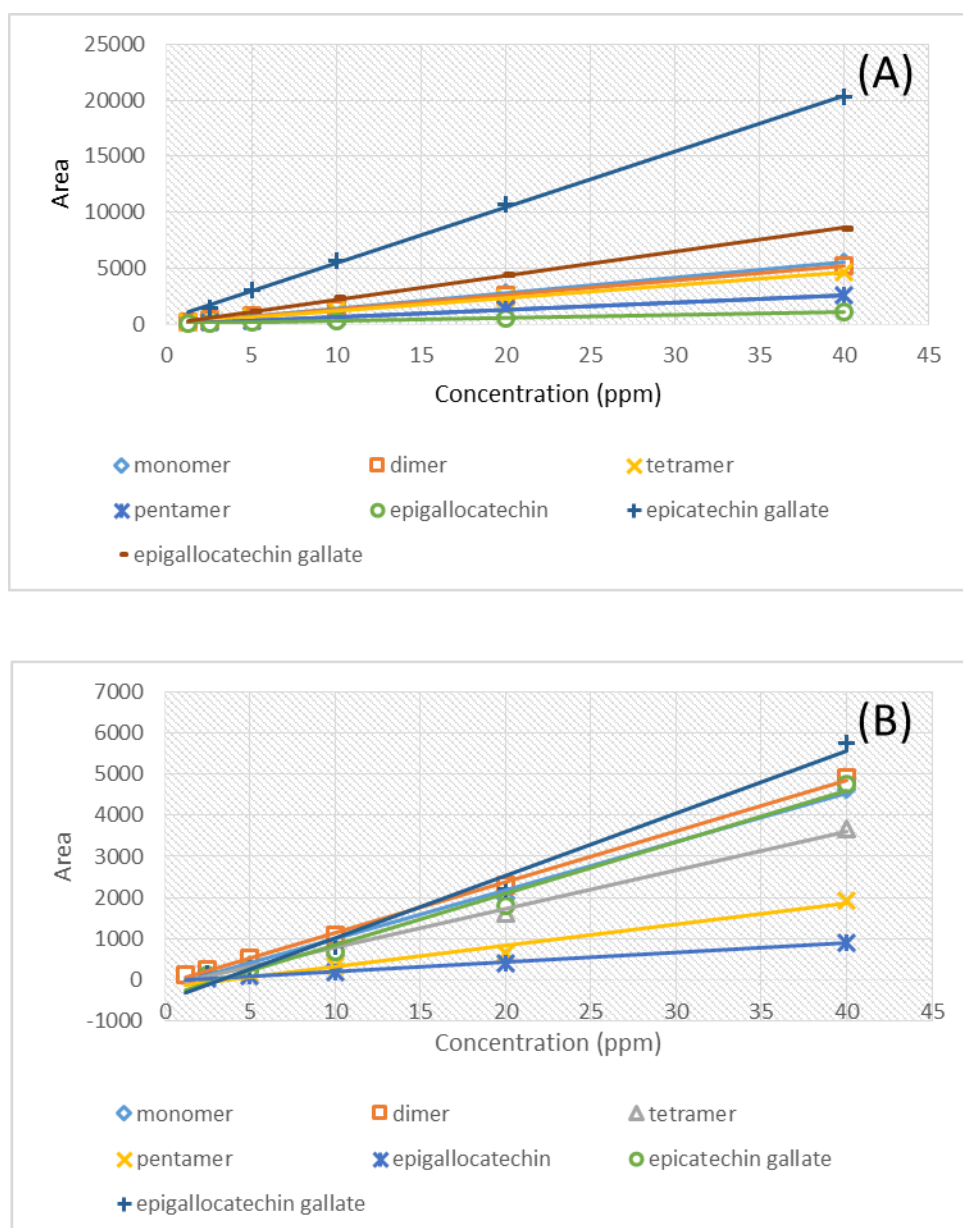 (A)
25000
20000
15000
10000
5000
0
Area
0 5 10 15 20 25 30 35 40 45
Concentration (ppm)
monomer dimer tetramer
pentamer epigallocatechin epicatechin gallate
epigallocatechin gallate
(B)
7000
6000
5000
4000
3000
2000
1000
0
-1000
Area
0 5 10 15 20 25 30 35 40 45
Concentration (ppm)
monomer dimer tetramer
pentamer epigallocatechin epicatechin gallate
epigallocatechin gallate